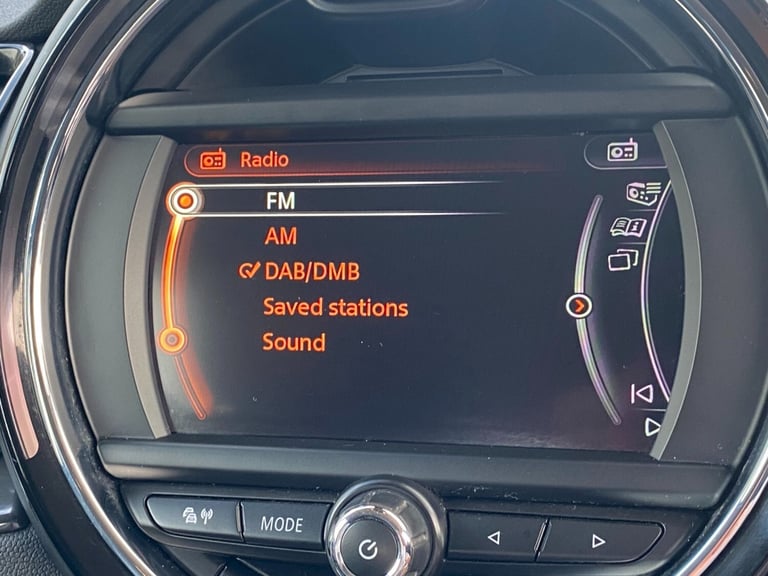 Radio
FM
AM
DAB/DMB
Saved stations
Sound
MODE